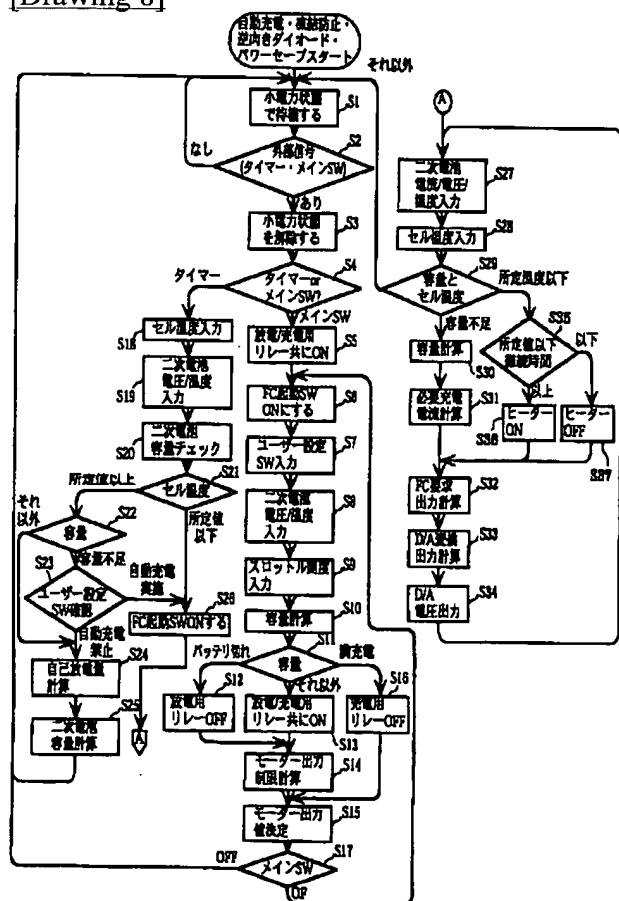 [Drawing 8]
自動充電・凍結防止・
逆向きダイオード・
パワーセーブスタート
それ以外
小電力状態
で待機する
S1
外部信号
(タイマー・メインSW)
S2
なし
あり
小電力状態
を解除する
S3
タイマーor
メインSW?
S4
タイマー
メインSW
放電/充電用
リレー共にON
S5
FC起動SW
ONにする
S6
ユーザー設定
SW入力
S7
二次電池
電圧/温度
入力
S8
スロットル開度
入力
S9
容量計算
S10
容量
S11
バッテリ切れ
それ以外
満充電
放電用
リレーOFF
S12
放電/充電用
リレー共にON
S13
充電用
リレーOFF
S16
モーター出力
制限計算
S14
モーター出力
値決定
S15
メインSW
S17
OFF
セル温度入力
S18
二次電池
電圧/温度
入力
S19
二次電池
容量チェック
S20
セル温度
S21
所定値以上
所定値
以下
容量
S22
それ
以外
容量不足
ユーザー設定
SW確認
S23
自動充電
実施
自動充電
禁止
自己放電量
計算
S24
二次電池
容量計算
S25
FC起動SWONする
S26
A
A
二次電池
電流/電圧/
温度入力
S27
セル温度入力
S28
容量と
セル温度
S29
所定温度以下
容量不足
容量計算
S30
必要充電
電流計算
S31
FC要求
出力計算
S32
D/A変換
出力計算
S33
D/A
電圧出力
S34
所定値以下
継続時間
S35
以上
以下
ヒーター
ON
S36
ヒーター
OFF
S37